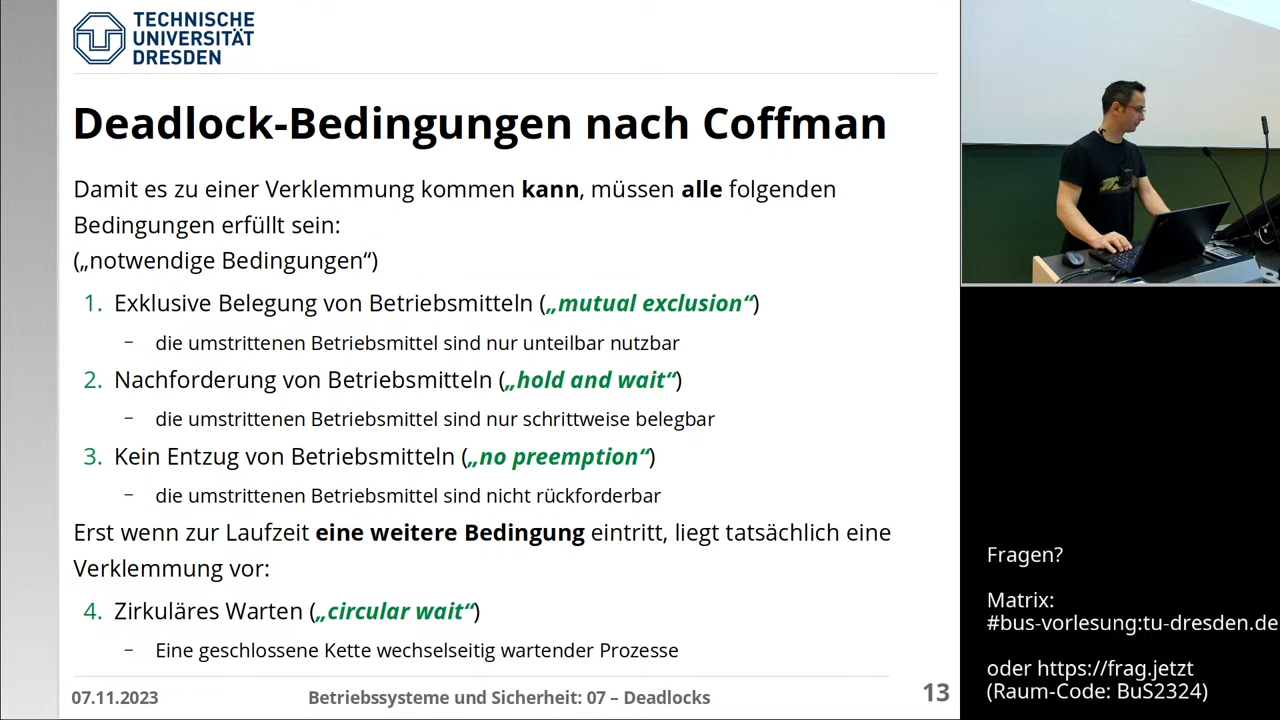 TECHNISCHE
UNIVERSITÄT
DRESDEN
Deadlock-Bedingungen nach Coffman
Damit es zu einer Verklemmung kommen kann, müssen alle folgenden
Bedingungen erfüllt sein:
(„notwendige Bedingungen“)
1. Exklusive Belegung von Betriebsmitteln („mutual exclusion“)
– die umstrittenen Betriebsmittel sind nur unteilbar nutzbar
2. Nachforderung von Betriebsmitteln („hold and wait“)
– die umstrittenen Betriebsmittel sind nur schrittweise belegbar
3. Kein Entzug von Betriebsmitteln („no preemption“)
– die umstrittenen Betriebsmittel sind nicht rückforderbar
Erst wenn zur Laufzeit eine weitere Bedingung eintritt, liegt tatsächlich eine
Verklemmung vor:
4. Zirkuläres Warten („circular wait“)
– Eine geschlossene Kette wechselseitig wartender Prozesse
07.11.2023 Betriebssysteme und Sicherheit: 07 – Deadlocks 13
Fragen?
Matrix:
#bus-vorlesung:tu-dresden.de
oder https://frag.jetzt
(Raum-Code: BuS2324)